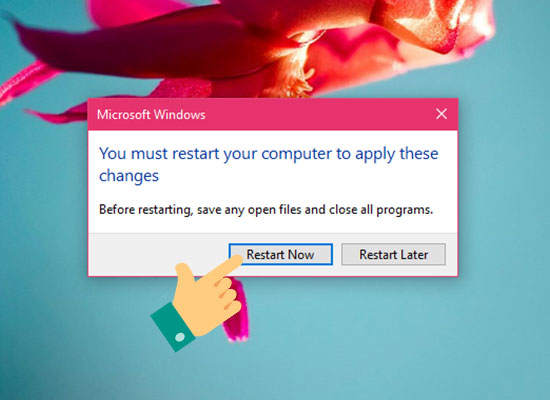 Microsoft Windows
You must restart your computer to apply these
changes
Before restarting, save any open files and close all programs.
Restart Now
Restart Later